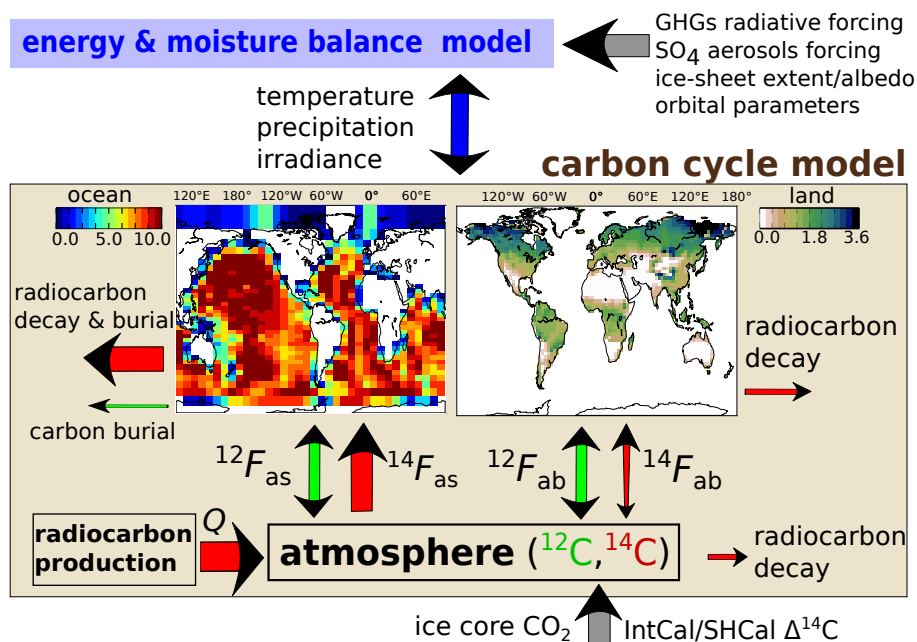 energy & moisture balance model
GHGs radiative forcing
SO₄ aerosols forcing
ice-sheet extent/albedo
orbital parameters
temperature
precipitation
irradiance
carbon cycle model
ocean
0.0 5.0 10.0
120°E 180° 120°W 60°W 0° 60°E
120°W 60°W 0° 60°E 120°E 180°
land
0.0 1.8 3.6
radiocarbon
decay & burial
carbon burial
radiocarbon
decay
¹²Fas
¹⁴Fas
¹²Fab
¹⁴Fab
radiocarbon
production
Q
atmosphere (¹²C,¹⁴C)
radiocarbon
decay
ice core CO₂
IntCal/SHCal Δ¹⁴C